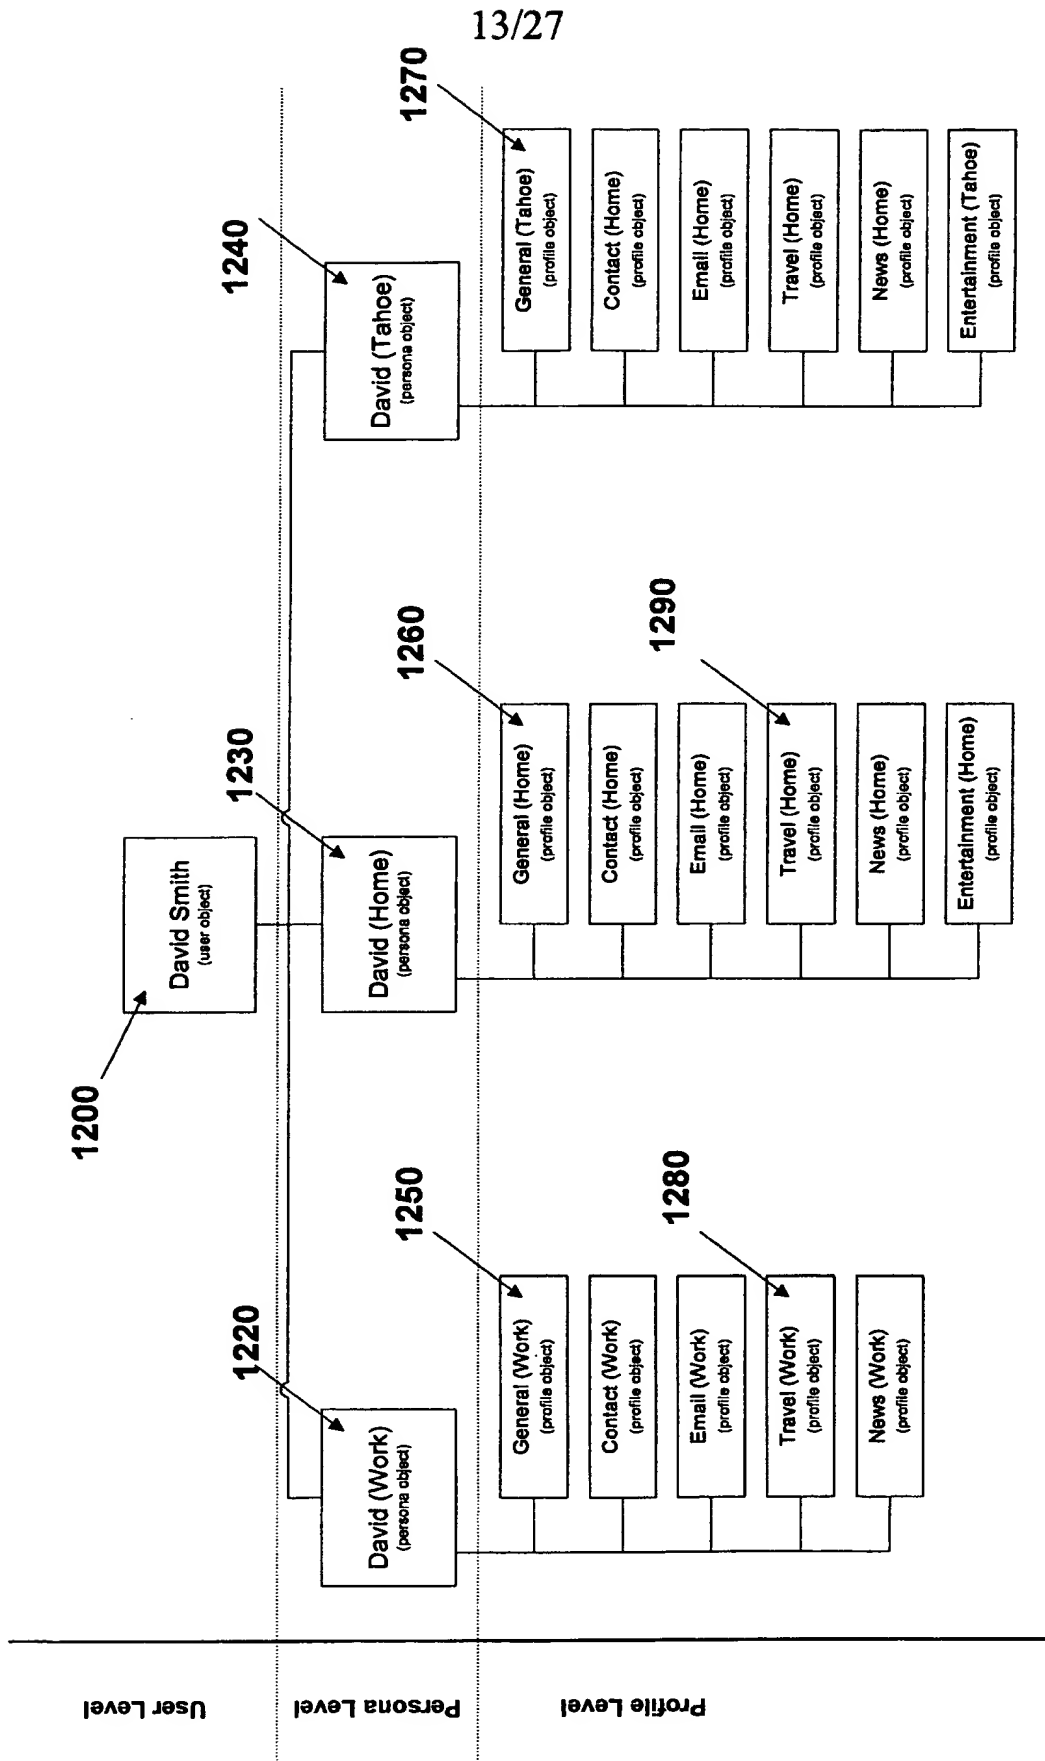 13/27
User Level
1200
David Smith
(user object)
Persona Level
1220
David (Work)
(persona object)
1230
David (Home)
(persona object)
1240
David (Tahoe)
(persona object)
Profile Level
1250
General (Work)
(profile object)
Contact (Work)
(profile object)
Email (Work)
(profile object)
1280
Travel (Work)
(profile object)
News (Work)
(profile object)
1260
General (Home)
(profile object)
Contact (Home)
(profile object)
Email (Home)
(profile object)
1290
Travel (Home)
(profile object)
News (Home)
(profile object)
Entertainment (Home)
(profile object)
1270
General (Tahoe)
(profile object)
Contact (Home)
(profile object)
Email (Home)
(profile object)
Travel (Home)
(profile object)
News (Home)
(profile object)
Entertainment (Tahoe)
(profile object)